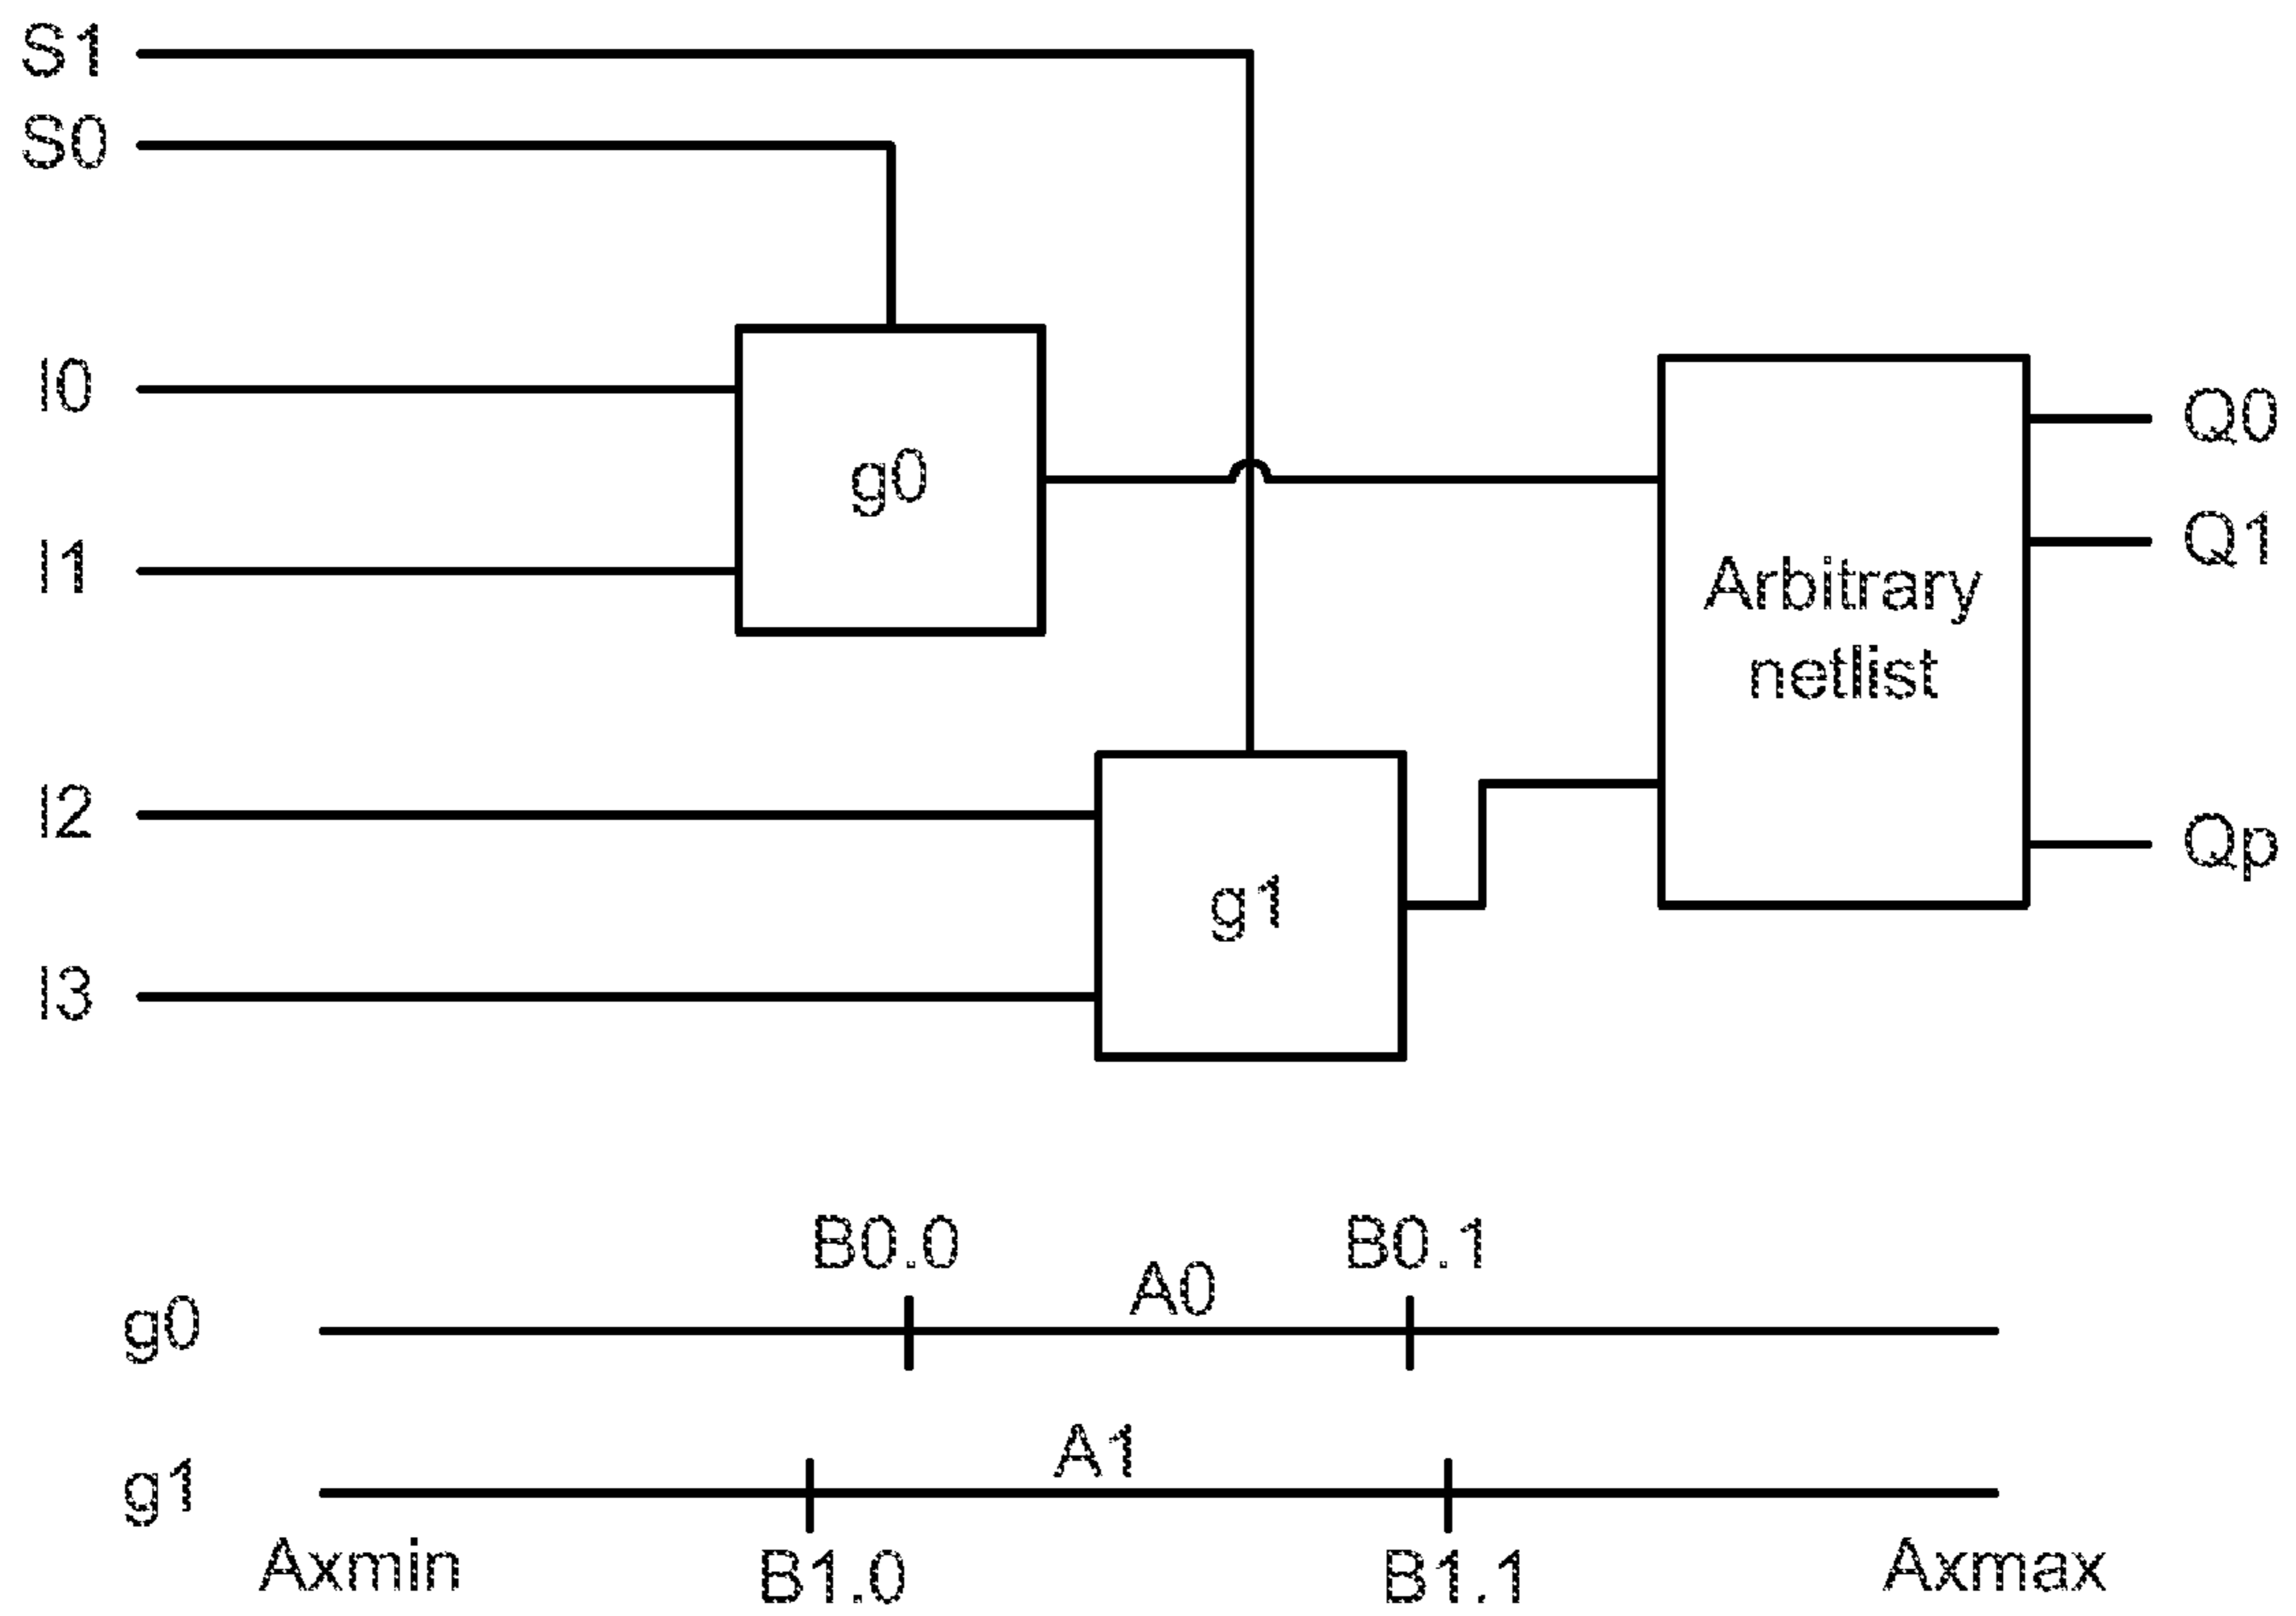 S1
S0
I0
g0
Q0
I1
Q1
Arbitrary
netlist
I2
g1
Qp
I3
B0.0
B0.1
A0
g0
A1
g1
Axmin
B1.0
B1.1
Axmax